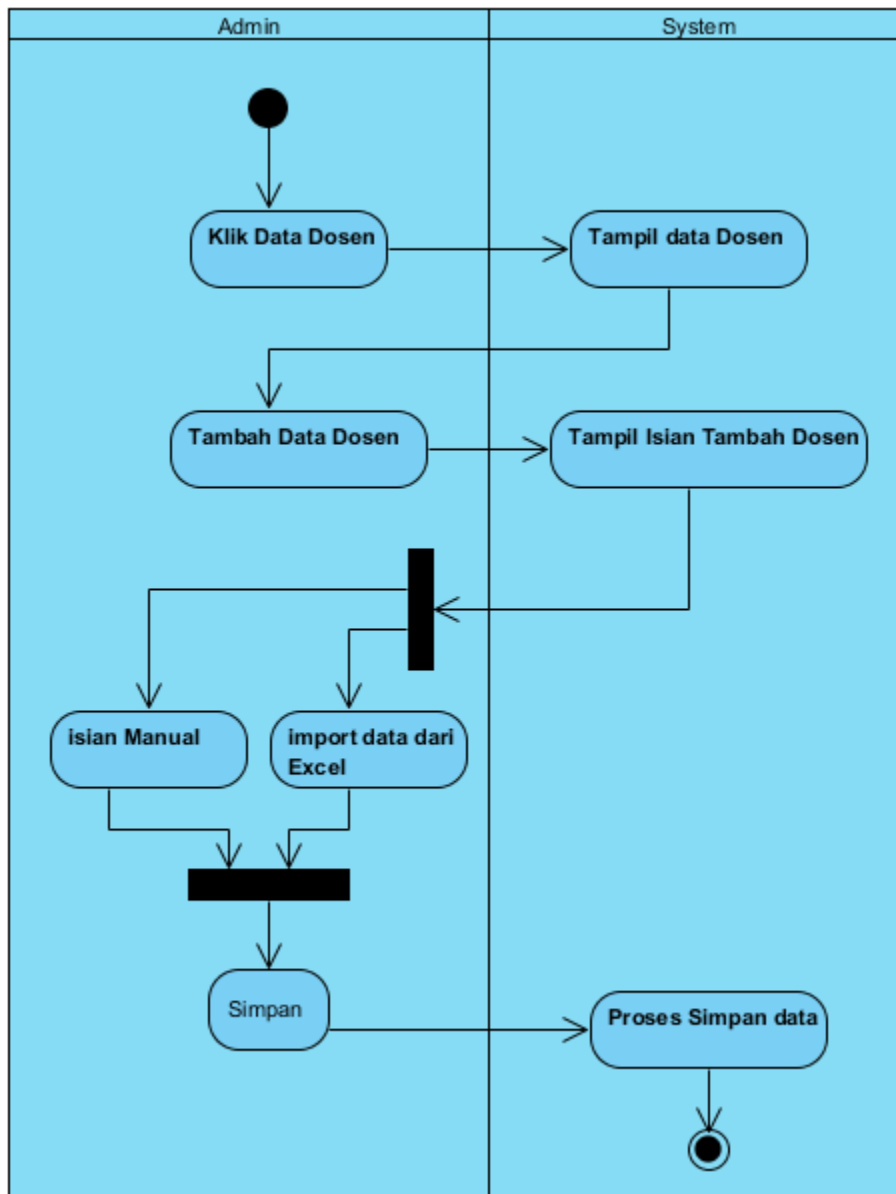 Admin
System
Klik Data Dosen
Tampil data Dosen
Tambah Data Dosen
Tampil Isian Tambah Dosen
isian Manual
import data dari
Excel
Simpan
Proses Simpan data